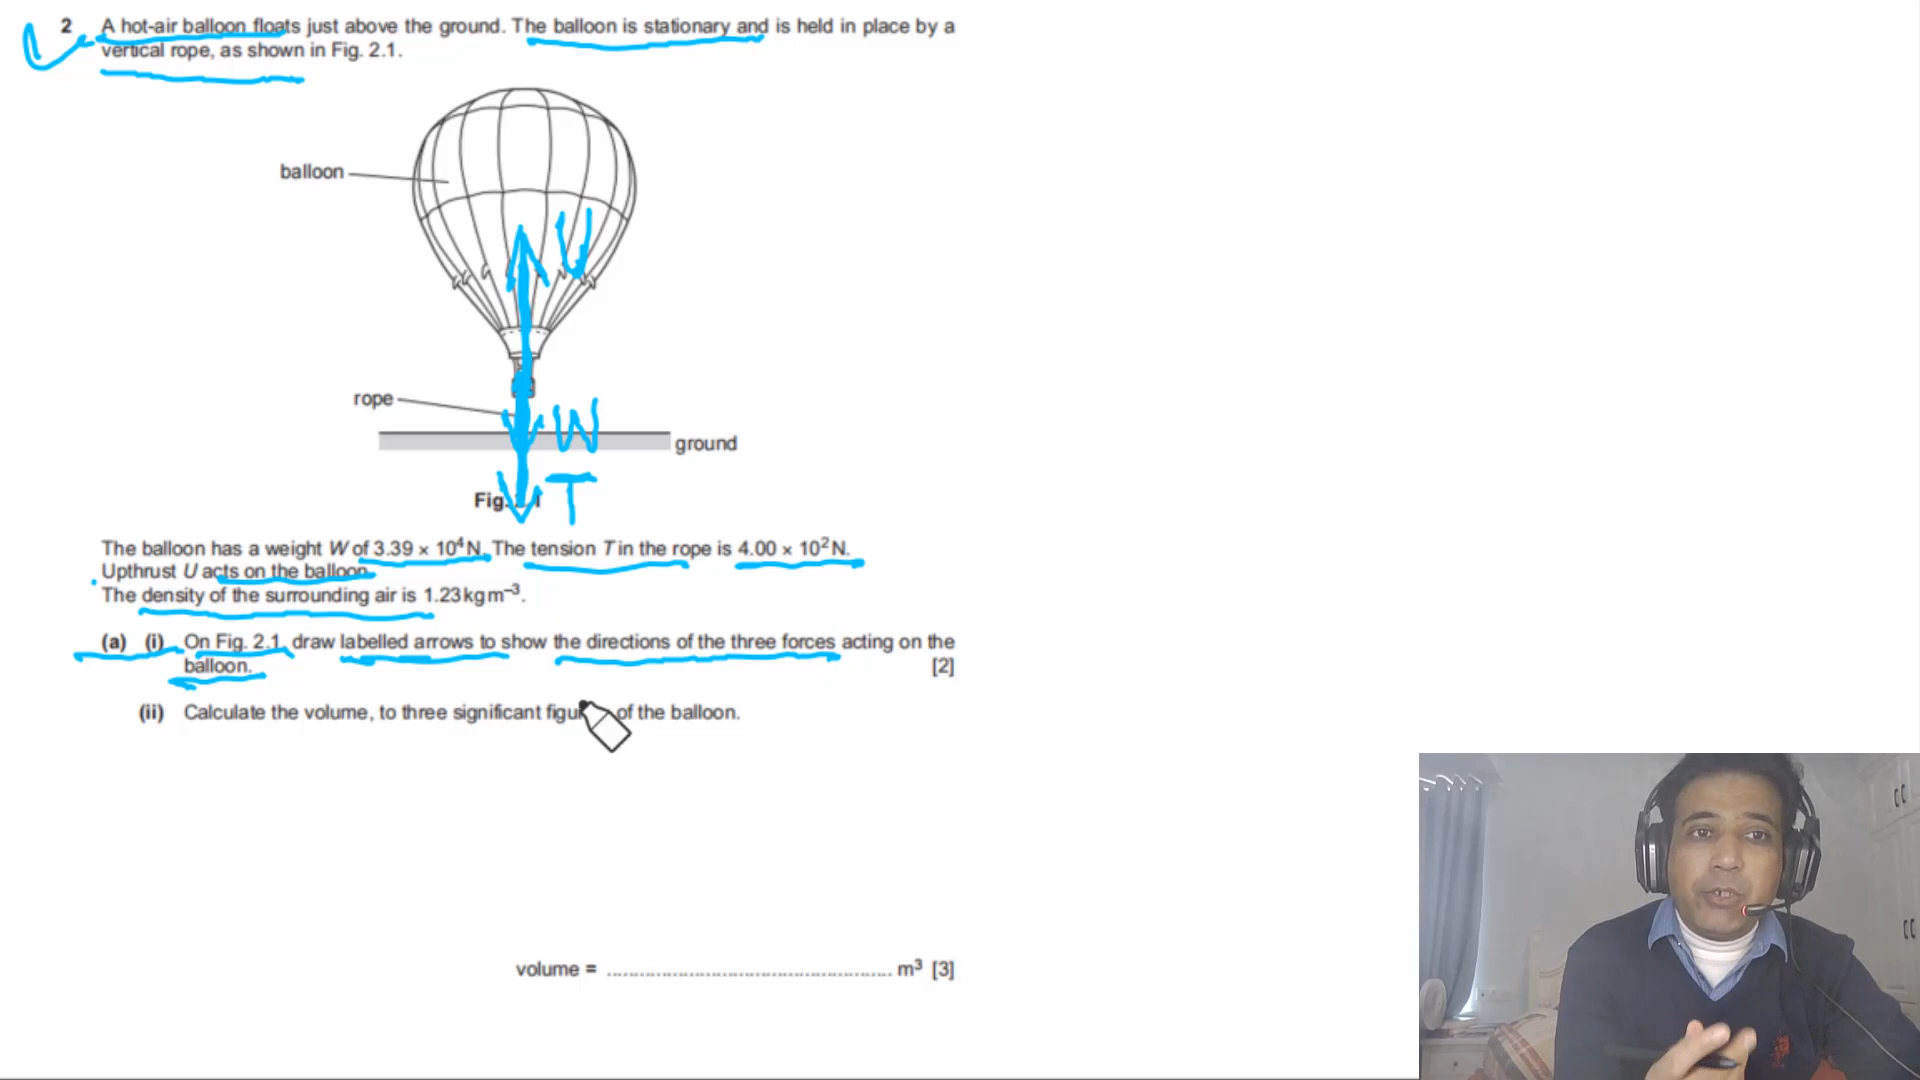 2 A hot-air balloon floats just above the ground. The balloon is stationary and is held in place by a
vertical rope, as shown in Fig. 2.1.
balloon
U
rope
W
ground
T
Fig.
The balloon has a weight W of 3.39 × 10⁴ N. The tension T in the rope is 4.00 × 10² N.
Upthrust U acts on the balloon.
The density of the surrounding air is 1.23 kg m⁻³.
(a) (i) On Fig. 2.1, draw labelled arrows to show the directions of the three forces acting on the
balloon. [2]
(ii) Calculate the volume, to three significant of the balloon.
volume = ........................................ m³ [3]